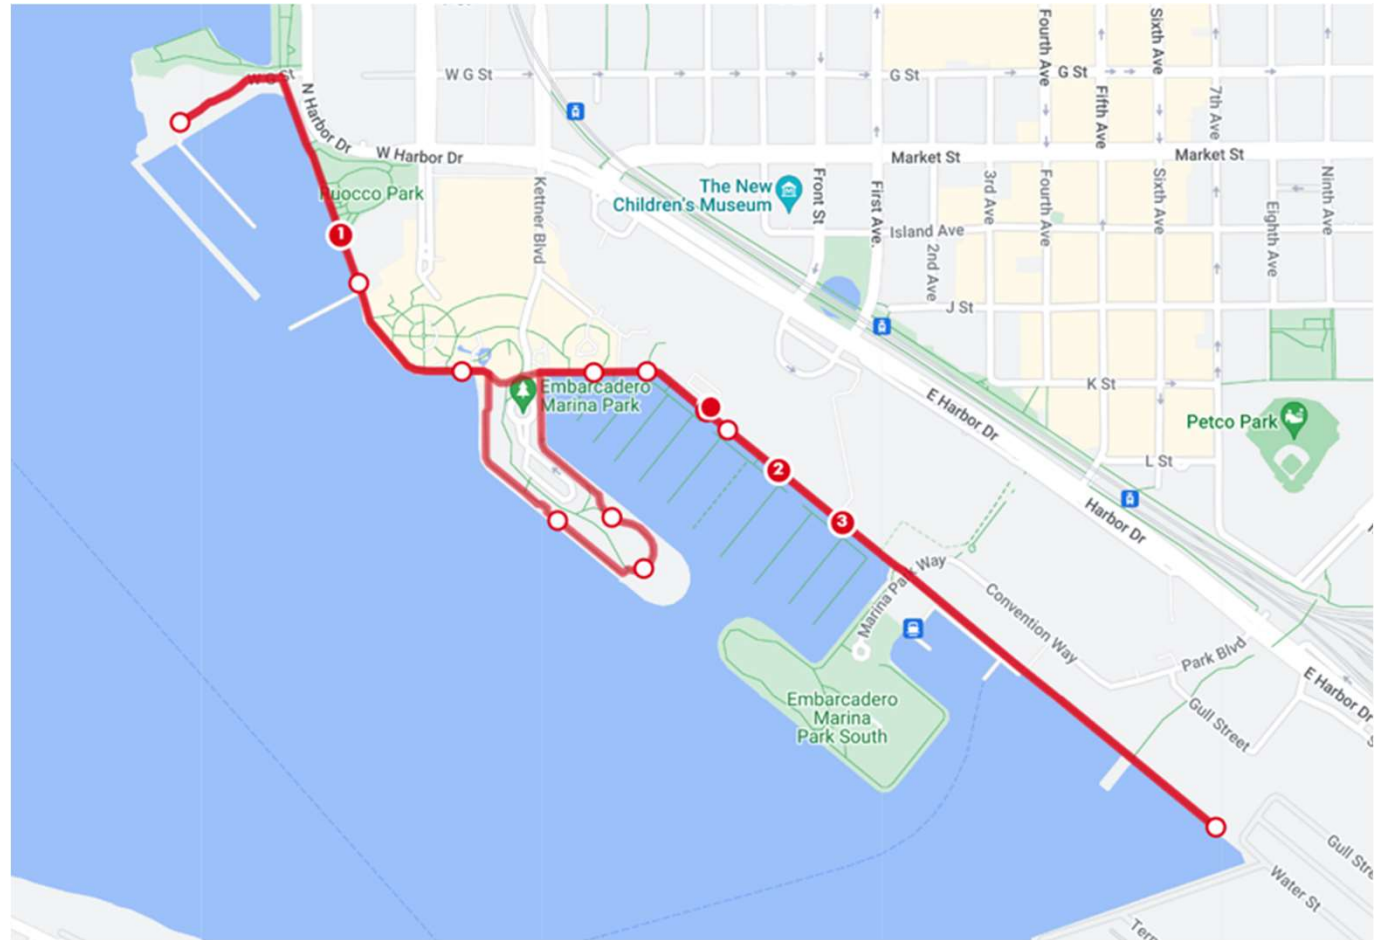 W G St
W G St
G St
G St
Fourth Ave
Fifth Ave
Sixth Ave
7th Ave
N Harbor Dr
W Harbor Dr
Market St
Market St
Ruocco Park
Kettner Blvd
The New
Children's Museum
Front St
First Ave
Island Ave
2nd Ave
3rd Ave
Fourth Ave
Sixth Ave
Eighth Ave
Ninth Ave
1
J St
K St
L St
Embarcadero
Marina Park
E Harbor Dr
Petco Park
2
3
Harbor Dr
Marina Park Way
Convention Way
Park Blvd
E Harbor Dr
Gull Street
Embarcadero
Marina
Park South
Water St